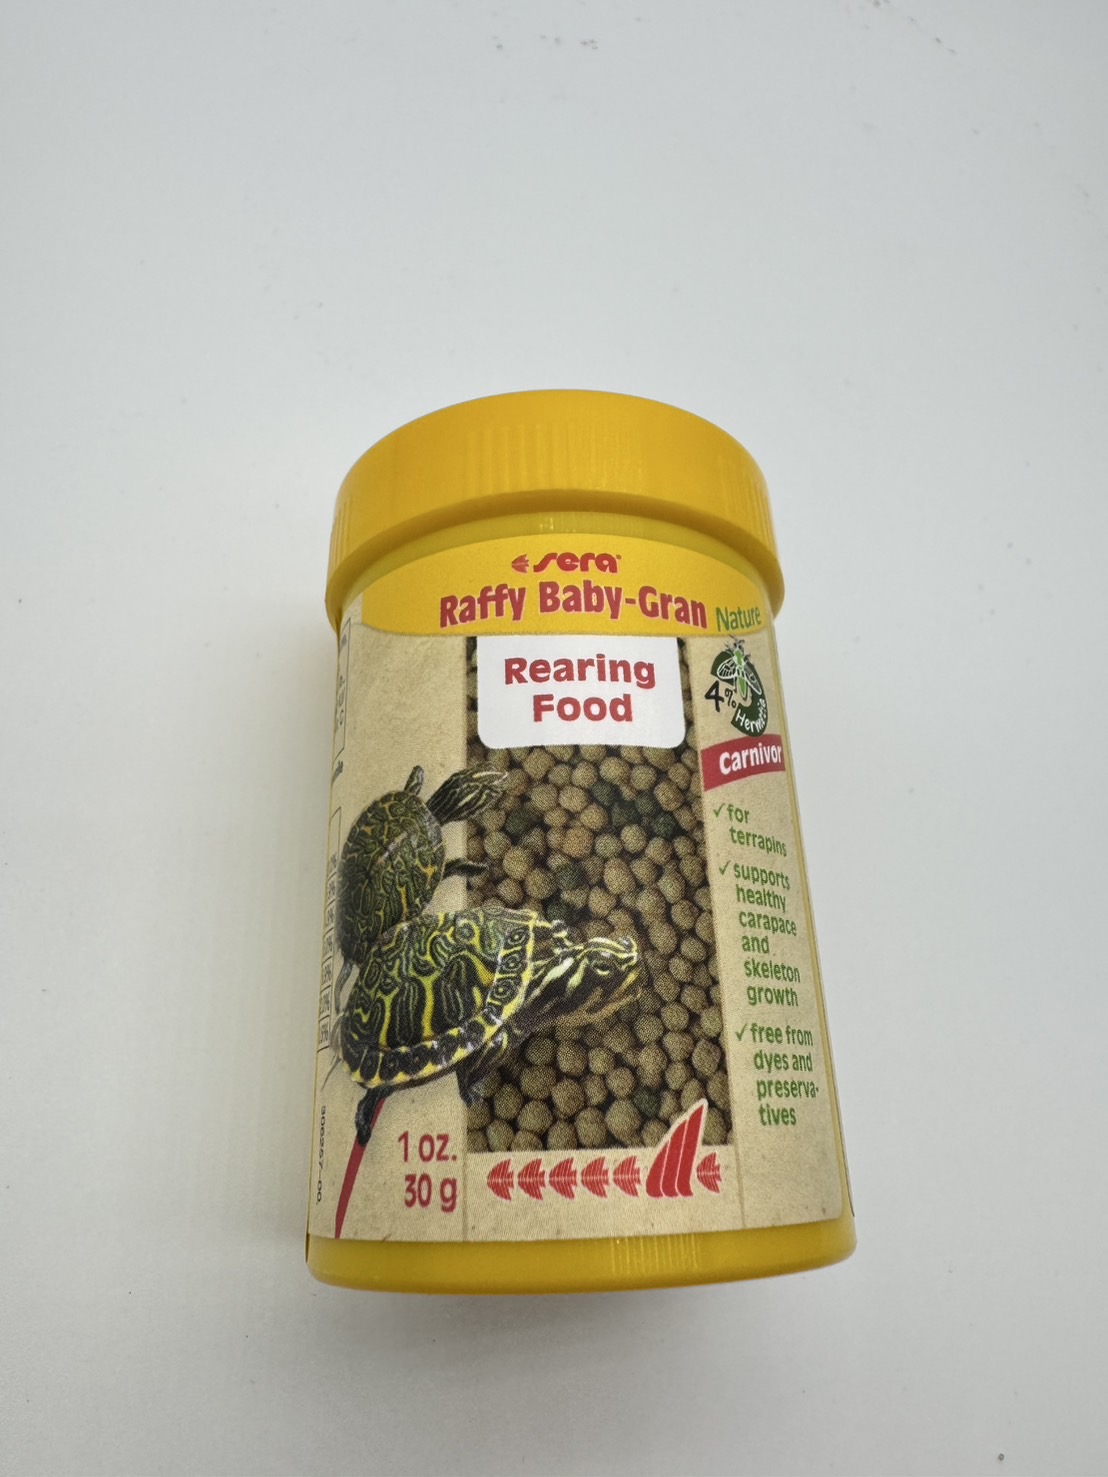 sera®
Raffy Baby-Gran Nature
Rearing
Food
4% Hermetia
Carnivor
✓ for
terrapins
✓ supports
healthy
carapace
and
skeleton
growth
✓ free from
dyes and
preserva-
tives
1 oz.
30 g